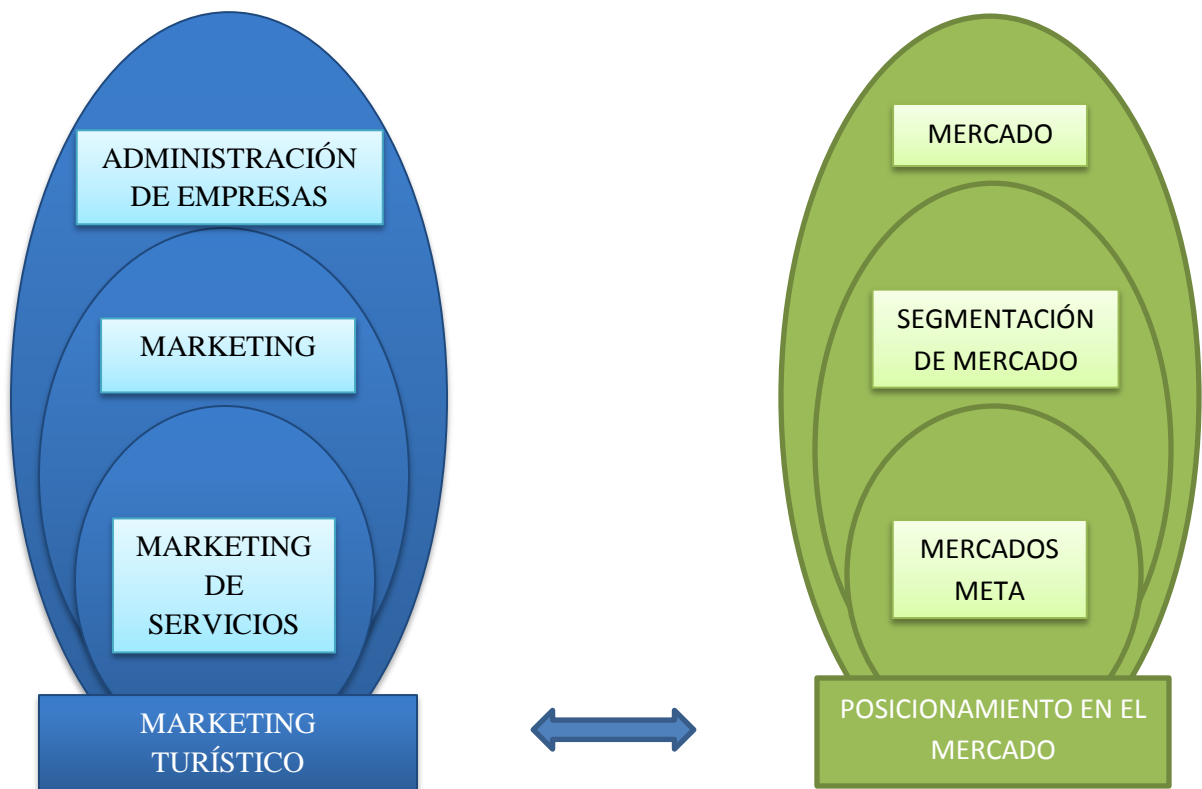 ADMINISTRACIÓN
DE EMPRESAS
MARKETING
MARKETING
DE
SERVICIOS
MARKETING
TURÍSTICO
MERCADO
SEGMENTACIÓN
DE MERCADO
MERCADOS
META
POSICIONAMIENTO EN EL
MERCADO